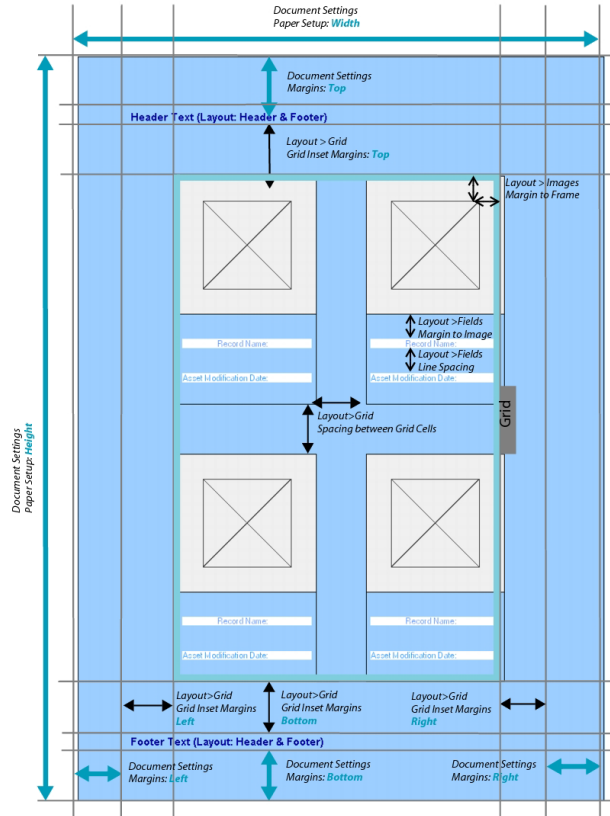 Document Settings
Paper Setup: Width
Document Settings
Margins: Top
Header Text (Layout: Header & Footer)
Layout > Grid
Grid Inset Margins: Top
Layout > Images
Margin to Frame
Layout >Fields
Margin to Image
Record Name:
Record Name:
Layout >Fields
Line Spacing
Asset Modification Date:
Asset Modification Date:
Layout>Grid
Spacing between Grid Cells
Grid
Document Settings
Paper Setup: Height
Record Name:
Record Name:
Asset Modification Date:
Asset Modification Date:
Layout>Grid
Grid Inset Margins
Left
Layout>Grid
Grid Inset Margins
Bottom
Layout>Grid
Grid Inset Margins
Right
Footer Text (Layout: Header & Footer)
Document Settings
Margins: Left
Document Settings
Margins: Bottom
Document Settings
Margins: Right